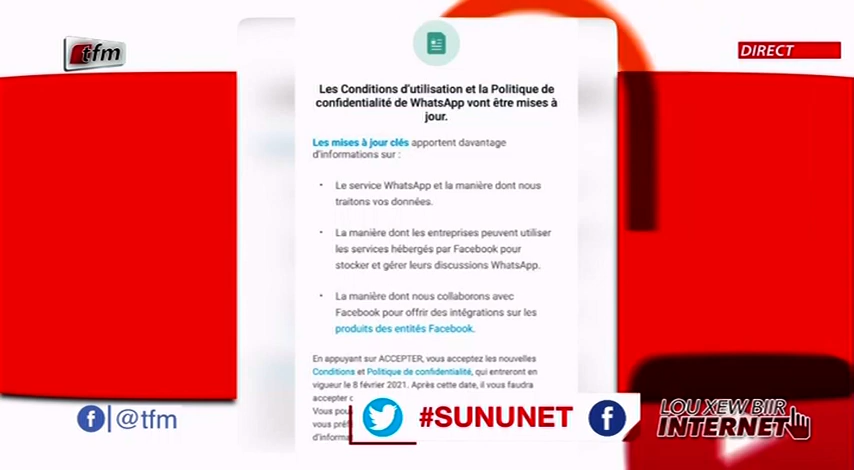 tfm
DIRECT
Les Conditions d'utilisation et la Politique de
confidentialité de WhatsApp vont être mises à
jour.
Les mises à jour clés apportent davantage
d'informations sur :
• Le service WhatsApp et la manière dont nous
traitons vos données.
• La manière dont les entreprises peuvent utiliser
les services hébergés par Facebook pour
stocker et gérer leurs discussions WhatsApp.
• La manière dont nous collaborons avec
Facebook pour offrir des intégrations sur les
produits des entités Facebook.
En appuyant sur ACCEPTER, vous acceptez les nouvelles
Conditions et Politique de confidentialité, qui entreront en
vigueur le 8 février 2021. Après cette date, il vous faudra
accepter
Vous
vous
d'informa
f @tfm
#SUNUNET
f
LOU XEW BIIR
INTERNET